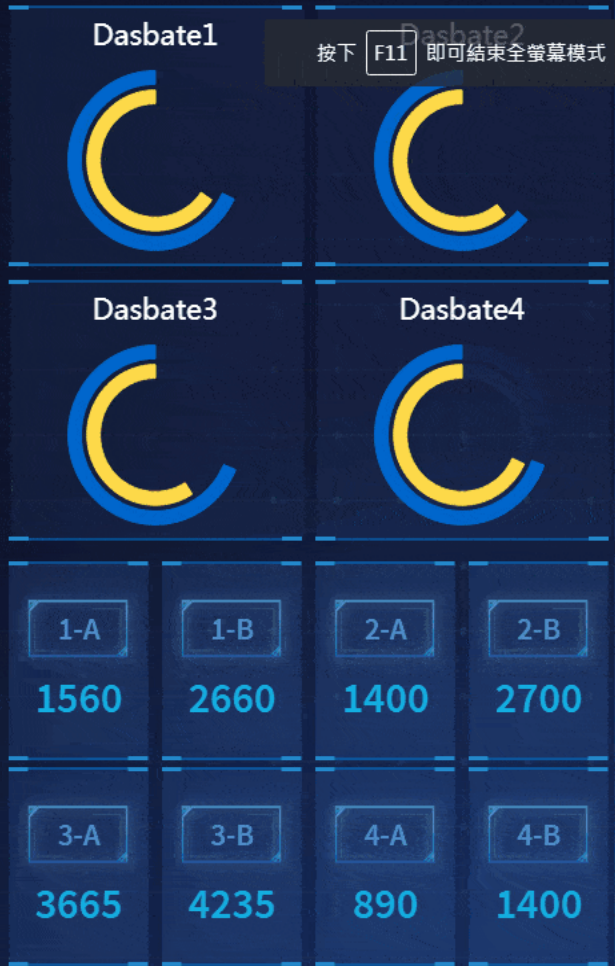 Dasbate1
Dasbate2
按下 F11 即可結束全螢幕模式
Dasbate3
Dasbate4
1-A
1-B
2-A
2-B
1560
2660
1400
2700
3-A
3-B
4-A
4-B
3665
4235
890
1400